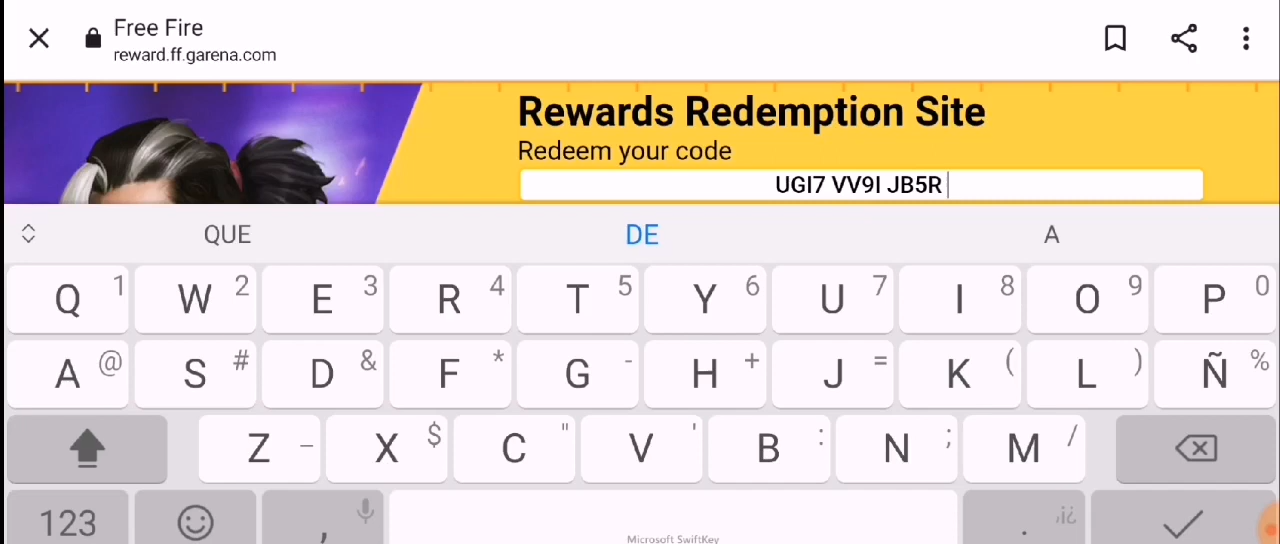 Free Fire
reward.ff.garena.com
Rewards Redemption Site
Redeem your code
UGI7 VV9I JB5R
QUE DE A
Q 1 W 2 E 3 R 4 T 5 Y 6 U 7 I 8 O 9 P 0
A @ S # D & F * G - H + J = K ( L ) Ñ %
Z _ X $ C " V ' B : N ; M /
123 , . ¡¿
Microsoft SwiftKey